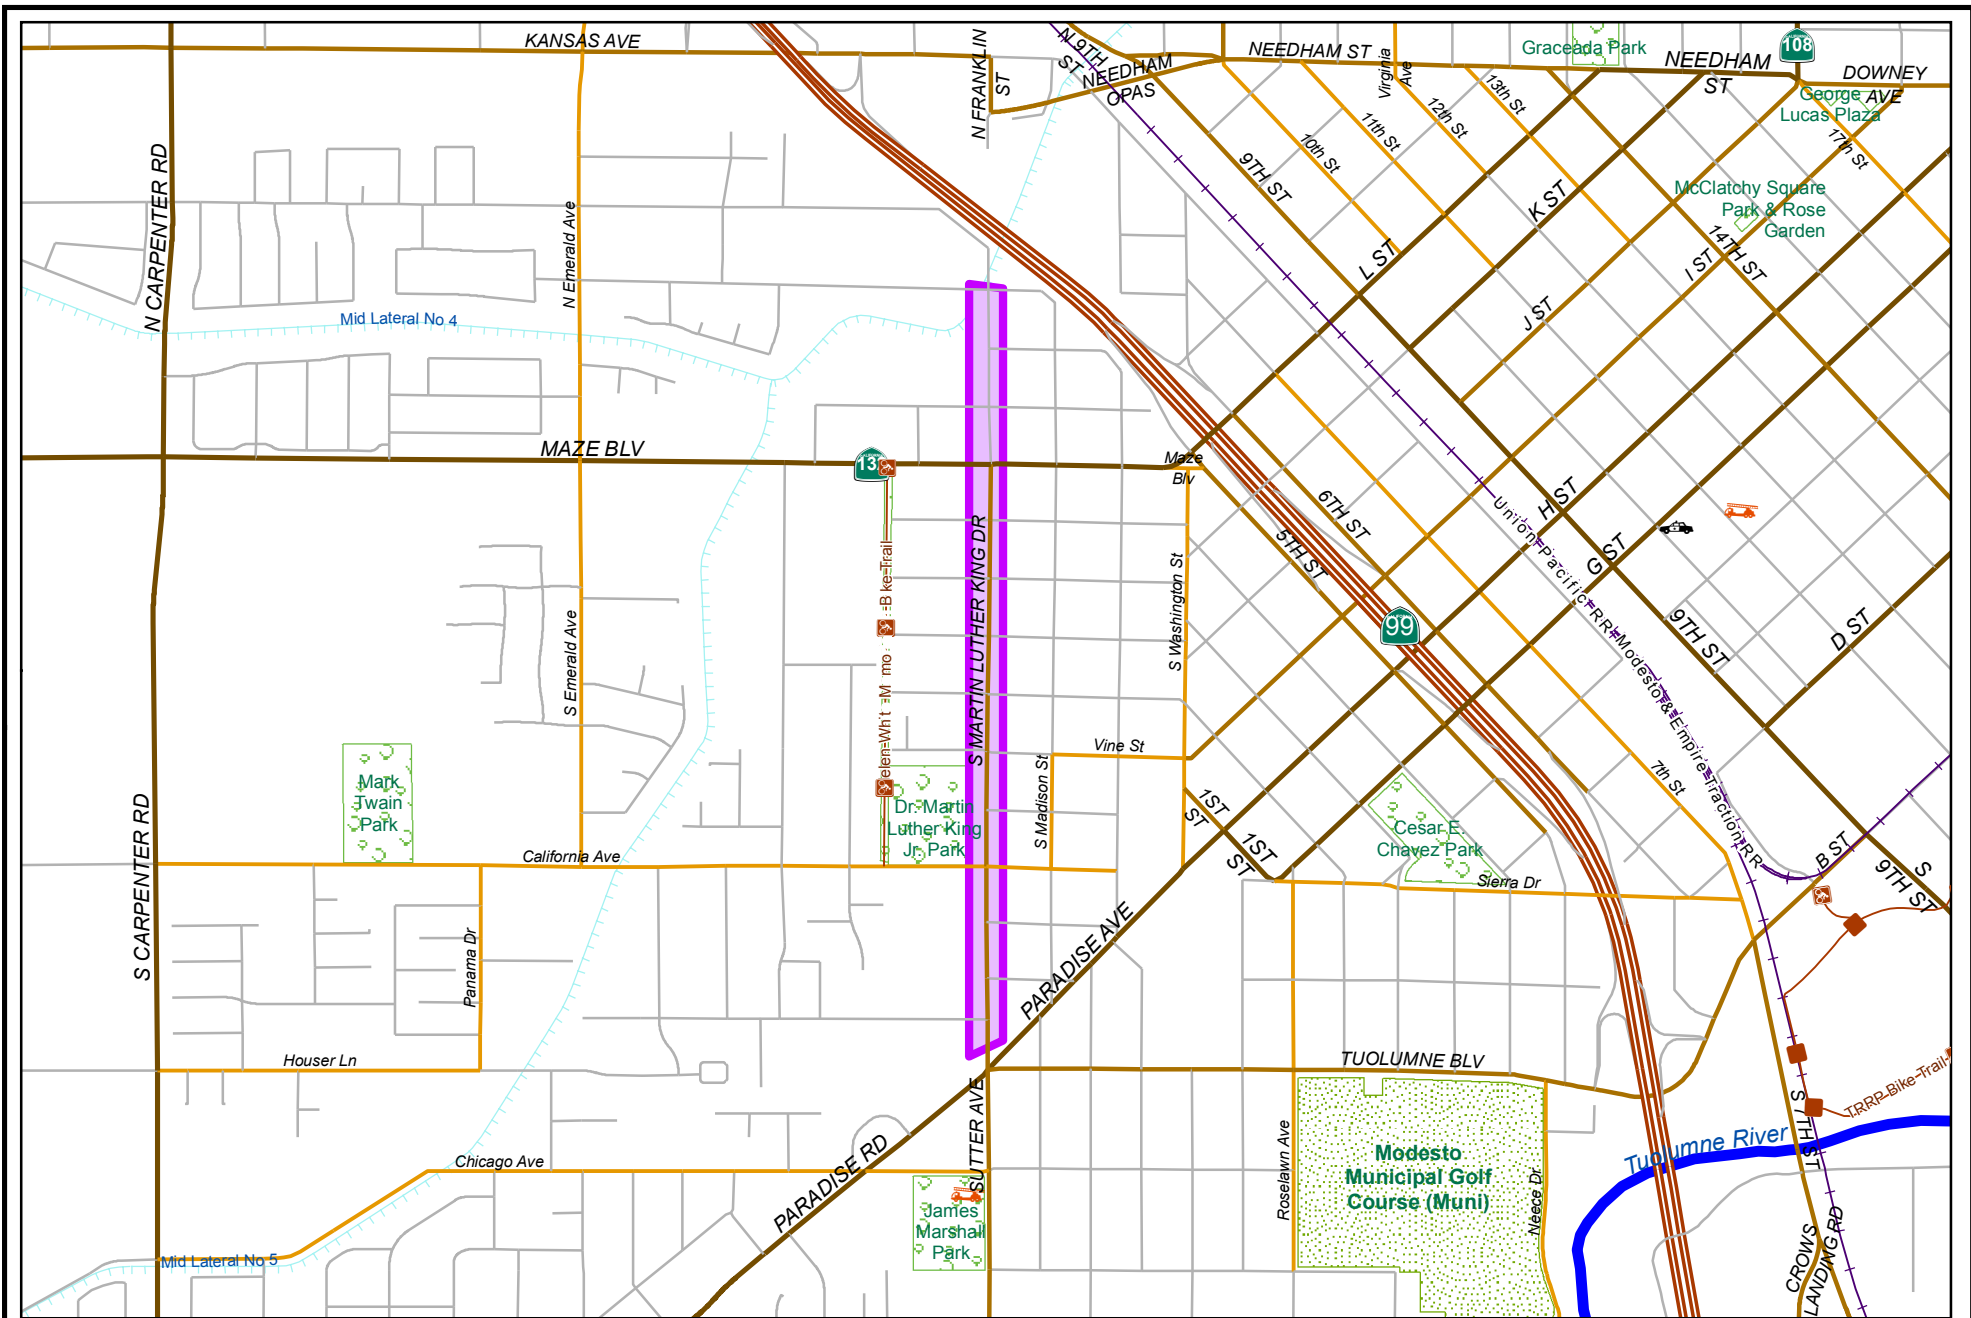 KANSAS AVE
N FRANKLIN
ST
N 9TH
ST
NEEDHAM
OPAS
NEEDHAM ST
Virginia
Ave
Graceada Park
NEEDHAM
ST
108
DOWNEY
AVE
George
Lucas Plaza
17th St
13th St
12th St
11th St
10th St
9TH ST
N CARPENTER RD
N Emerald Ave
McClatchy Square
Park & Rose
Garden
K ST
L ST
14TH ST
I ST
J ST
Mid Lateral No 4
MAZE BLV
13
Maze
Blv
6TH ST
5TH ST
H ST
G ST
Union Pacific RR
Modesto & Empire Traction RR
99
9TH ST
D ST
S MARTIN LUTHER KING DR
S Washington St
S Emerald Ave
Vine St
S Madison St
7th St
Mark
Twain
Park
Dr. Martin
Luther King
Jr. Park
1ST
ST
1ST
ST
Cesar E.
Chavez Park
B ST
S
9TH ST
California Ave
Sierra Dr
S CARPENTER RD
Panama Dr
PARADISE AVE
Houser Ln
TUOLUMNE BLV
SUTTER AVE
TRRP-Bike-Trail
S 7TH ST
Tuolumne River
Chicago Ave
PARADISE RD
Roselawn Ave
Modesto
Municipal Golf
Course (Muni)
Neece Dr
James
Marshall
Park
Mid Lateral No 5
CROWS
LANDING RD